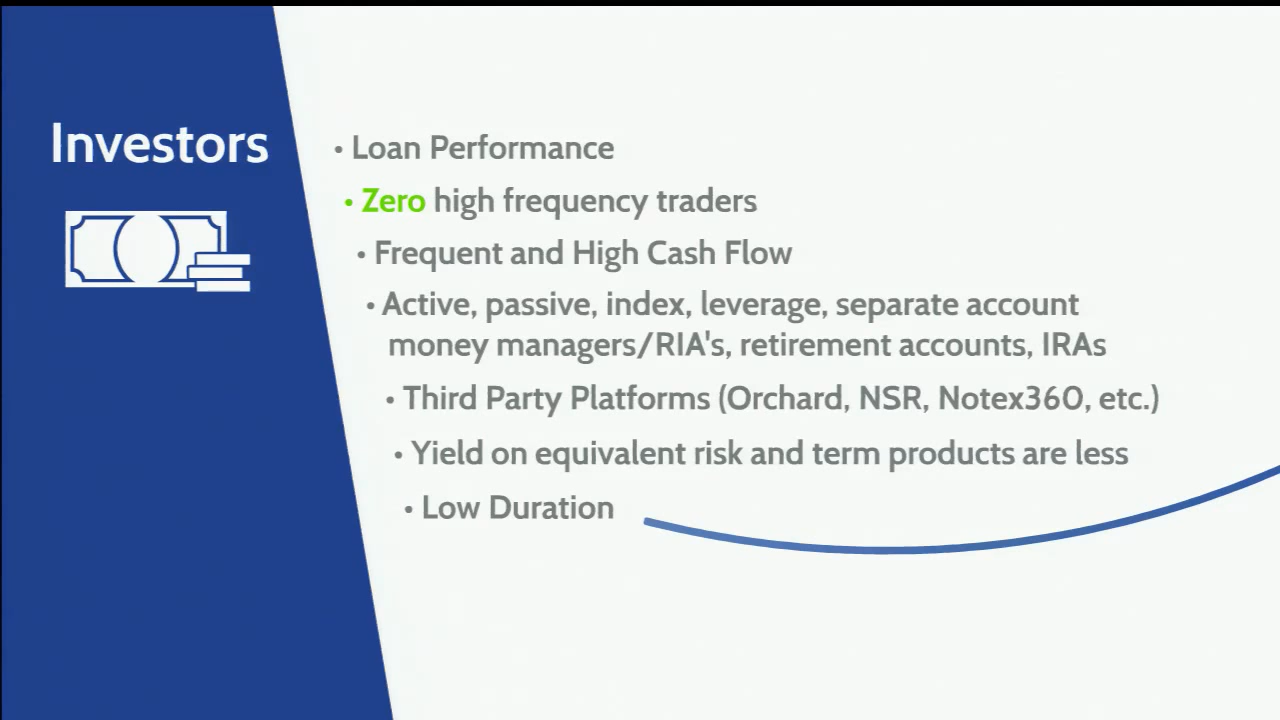 Investors
• Loan Performance
• Zero high frequency traders
• Frequent and High Cash Flow
• Active, passive, index, leverage, separate account
money managers/RIA's, retirement accounts, IRAs
• Third Party Platforms (Orchard, NSR, Notex360, etc.)
• Yield on equivalent risk and term products are less
• Low Duration